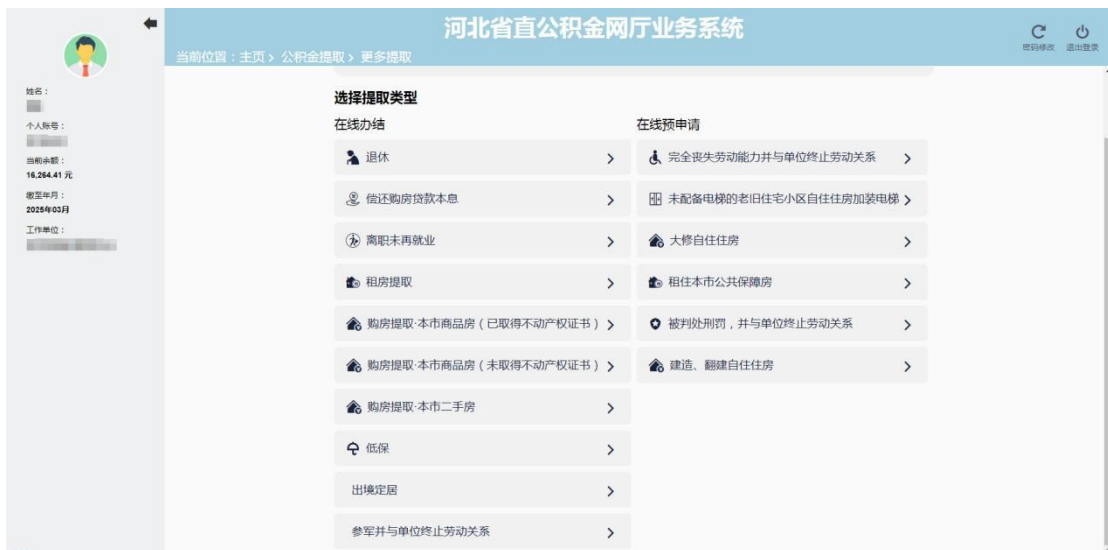 河北省直公积金网厅业务系统
当前位置：主页> 公积金提取> 更多提取
密码修改 退出登录
姓名：
个人账号：
当前余额：
16,264.41 元
缴至年月：
2025年03月
工作单位：
选择提取类型
在线办结
退休
偿还购房贷款本息
离职未再就业
租房提取
购房提取·本市商品房（已取得不动产权证书）
购房提取·本市商品房（未取得不动产权证书）
购房提取·本市二手房
低保
出境定居
参军并与单位终止劳动关系
在线预申请
完全丧失劳动能力并与单位终止劳动关系
未配备电梯的老旧住宅小区自住住房加装电梯
大修自住住房
租住本市公共保障房
被判处刑罚，并与单位终止劳动关系
建造、翻建自住住房